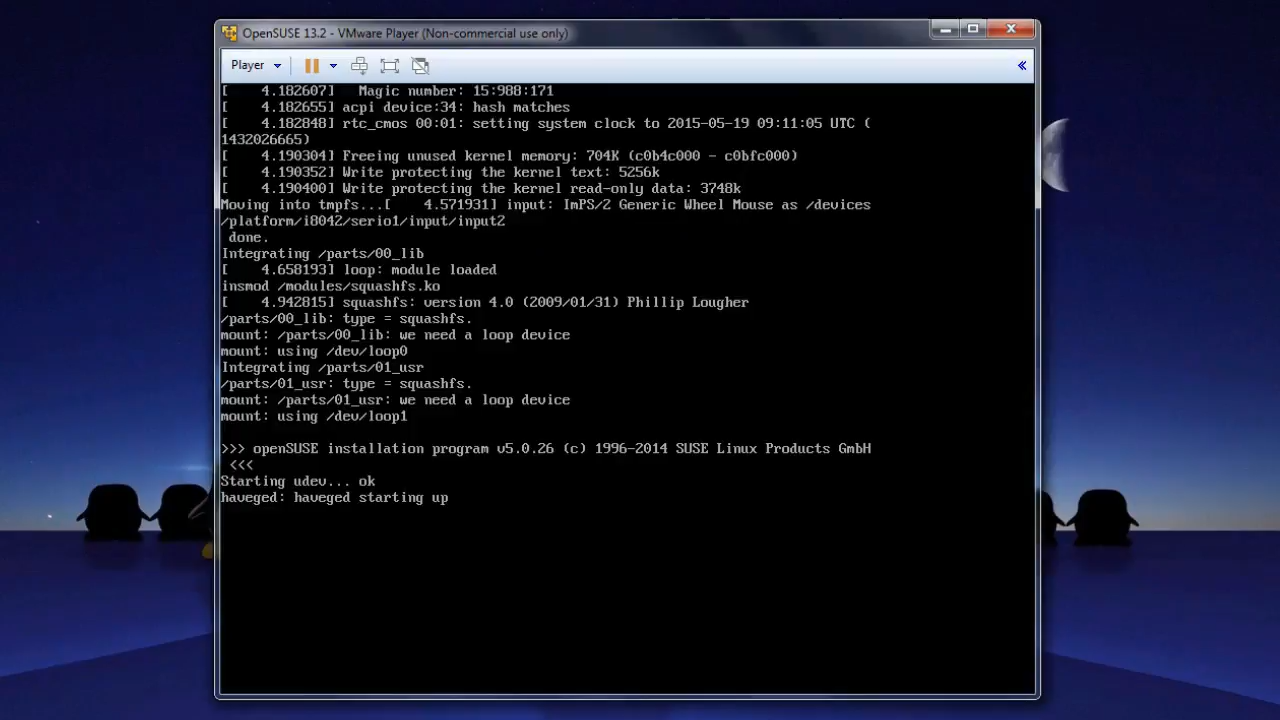 OpenSUSE 13.2 - VMware Player (Non-commercial use only)
Player
[    4.182607]   Magic number: 15:988:171
[    4.182655] acpi device:34: hash matches
[    4.182848] rtc_cmos 00:01: setting system clock to 2015-05-19 09:11:05 UTC (
1432026665)
[    4.190304] Freeing unused kernel memory: 704K (c0b4c000 - c0bfc000)
[    4.190352] Write protecting the kernel text: 5256k
[    4.190400] Write protecting the kernel read-only data: 3748k
Moving into tmpfs...[    4.571931] input: ImPS/2 Generic Wheel Mouse as /devices
/platform/i8042/serio1/input/input2
 done.
Integrating /parts/00_lib
[    4.658193] loop: module loaded
insmod /modules/squashfs.ko
[    4.942815] squashfs: version 4.0 (2009/01/31) Phillip Lougher
/parts/00_lib: type = squashfs.
mount: /parts/00_lib: we need a loop device
mount: using /dev/loop0
Integrating /parts/01_usr
/parts/01_usr: type = squashfs.
mount: /parts/01_usr: we need a loop device
mount: using /dev/loop1
>>> openSUSE installation program v5.0.26 (c) 1996-2014 SUSE Linux Products GmbH
 <<<
Starting udev... ok
haveged: haveged starting up